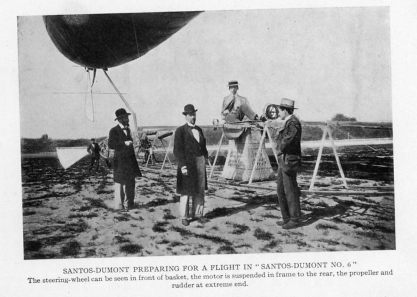 SANTOS-DUMONT PREPARING FOR A FLIGHT IN "SANTOS-DUMONT NO. 6"
The steering-wheel can be seen in front of basket, the motor is suspended in frame to the rear, the propeller and
rudder at extreme end.